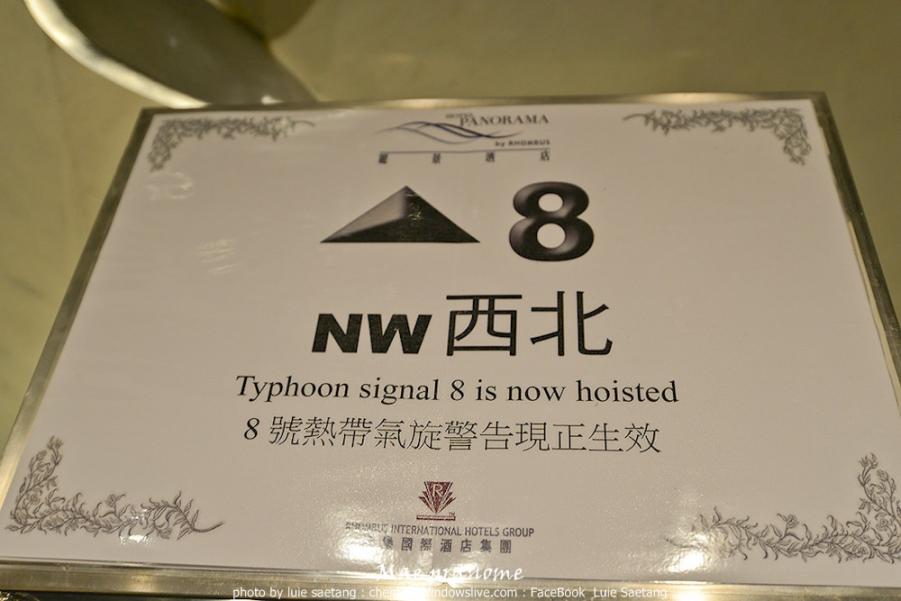 HOTEL
PANORAMA
by RHOMBUS
麗景酒店
8
NW 西北
Typhoon signal 8 is now hoisted
8 號熱帶氣旋警告現正生效
R
RHOMBUS INTERNATIONAL HOTELS GROUP
國際酒店集團
photo by luie saetang : FaceBook Luie Saetang